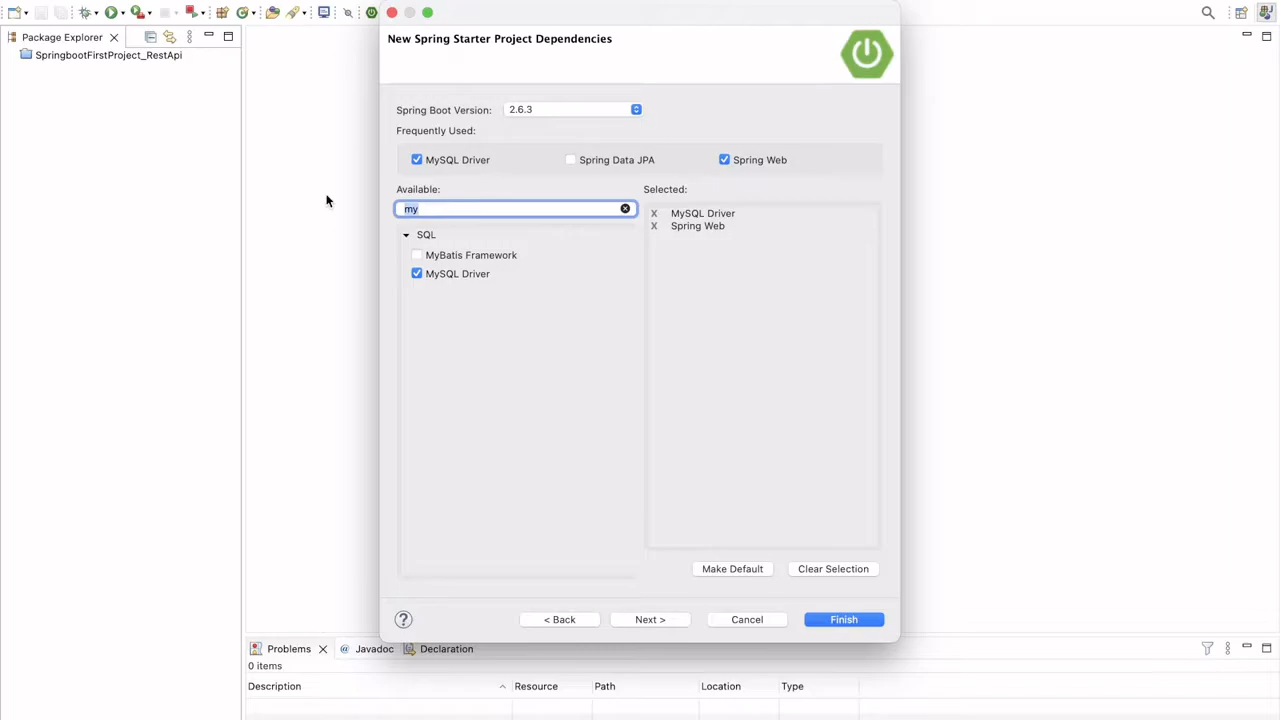 New Spring Starter Project Dependencies
Package Explorer
SpringbootFirstProject_RestApi
Spring Boot Version: 2.6.3
Frequently Used:
MySQL Driver Spring Data JPA Spring Web
Available: Selected:
my
X MySQL Driver
X Spring Web
SQL
MyBatis Framework
MySQL Driver
Make Default Clear Selection
? < Back Next > Cancel Finish
Problems @ Javadoc Declaration
0 items
Description Resource Path Location Type